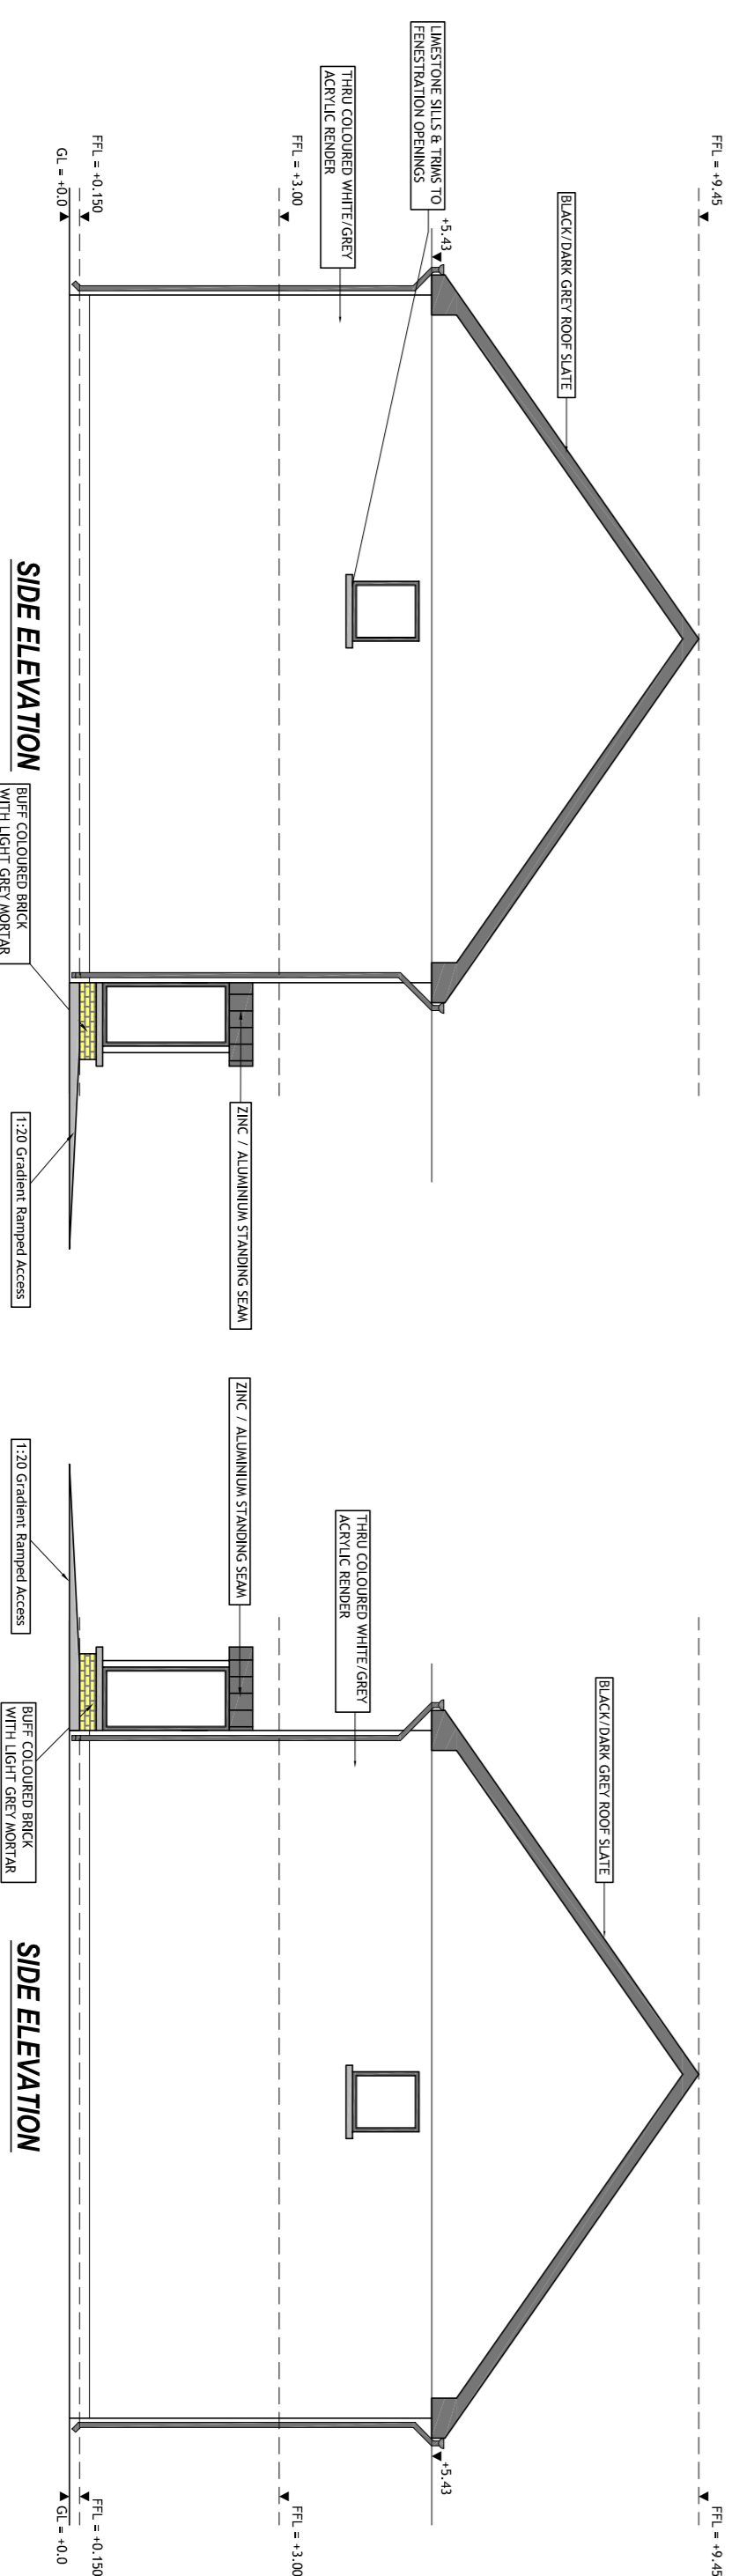 FFL = +9.45
BLACK/DARK GREY ROOF SLATE
+5.43
LIMESTONE SILLS & TRIMS TO
FENESTRATION OPENINGS
THRU COLOURED WHITE/GREY
ACRYLIC RENDER
FFL = +3.00
FFL = +0.150
GL = +0.0
ZINC / ALUMINIUM STANDING SEAM
1:20 Gradient Ramped Access
BUFF COLOURED BRICK
WITH LIGHT GREY MORTAR
SIDE ELEVATION
FFL = +9.45
BLACK/DARK GREY ROOF SLATE
+5.43
THRU COLOURED WHITE/GREY
ACRYLIC RENDER
ZINC / ALUMINIUM STANDING SEAM
FFL = +3.00
FFL = +0.150
GL = +0.0
1:20 Gradient Ramped Access
BUFF COLOURED BRICK
WITH LIGHT GREY MORTAR
SIDE ELEVATION